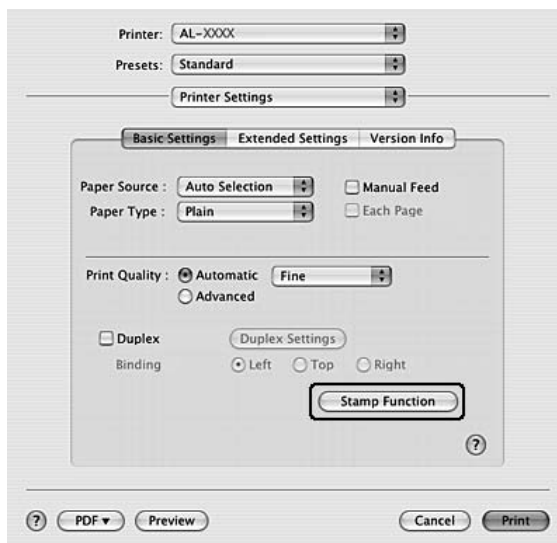 Printer: AL-XXXX
Presets: Standard
Printer Settings
Basic Settings Extended Settings Version Info
Paper Source : Auto Selection Manual Feed
Paper Type : Plain Each Page
Print Quality : Automatic Fine
Advanced
Duplex Duplex Settings
Binding Left Top Right
Stamp Function
?
? PDF ▾ Preview Cancel Print